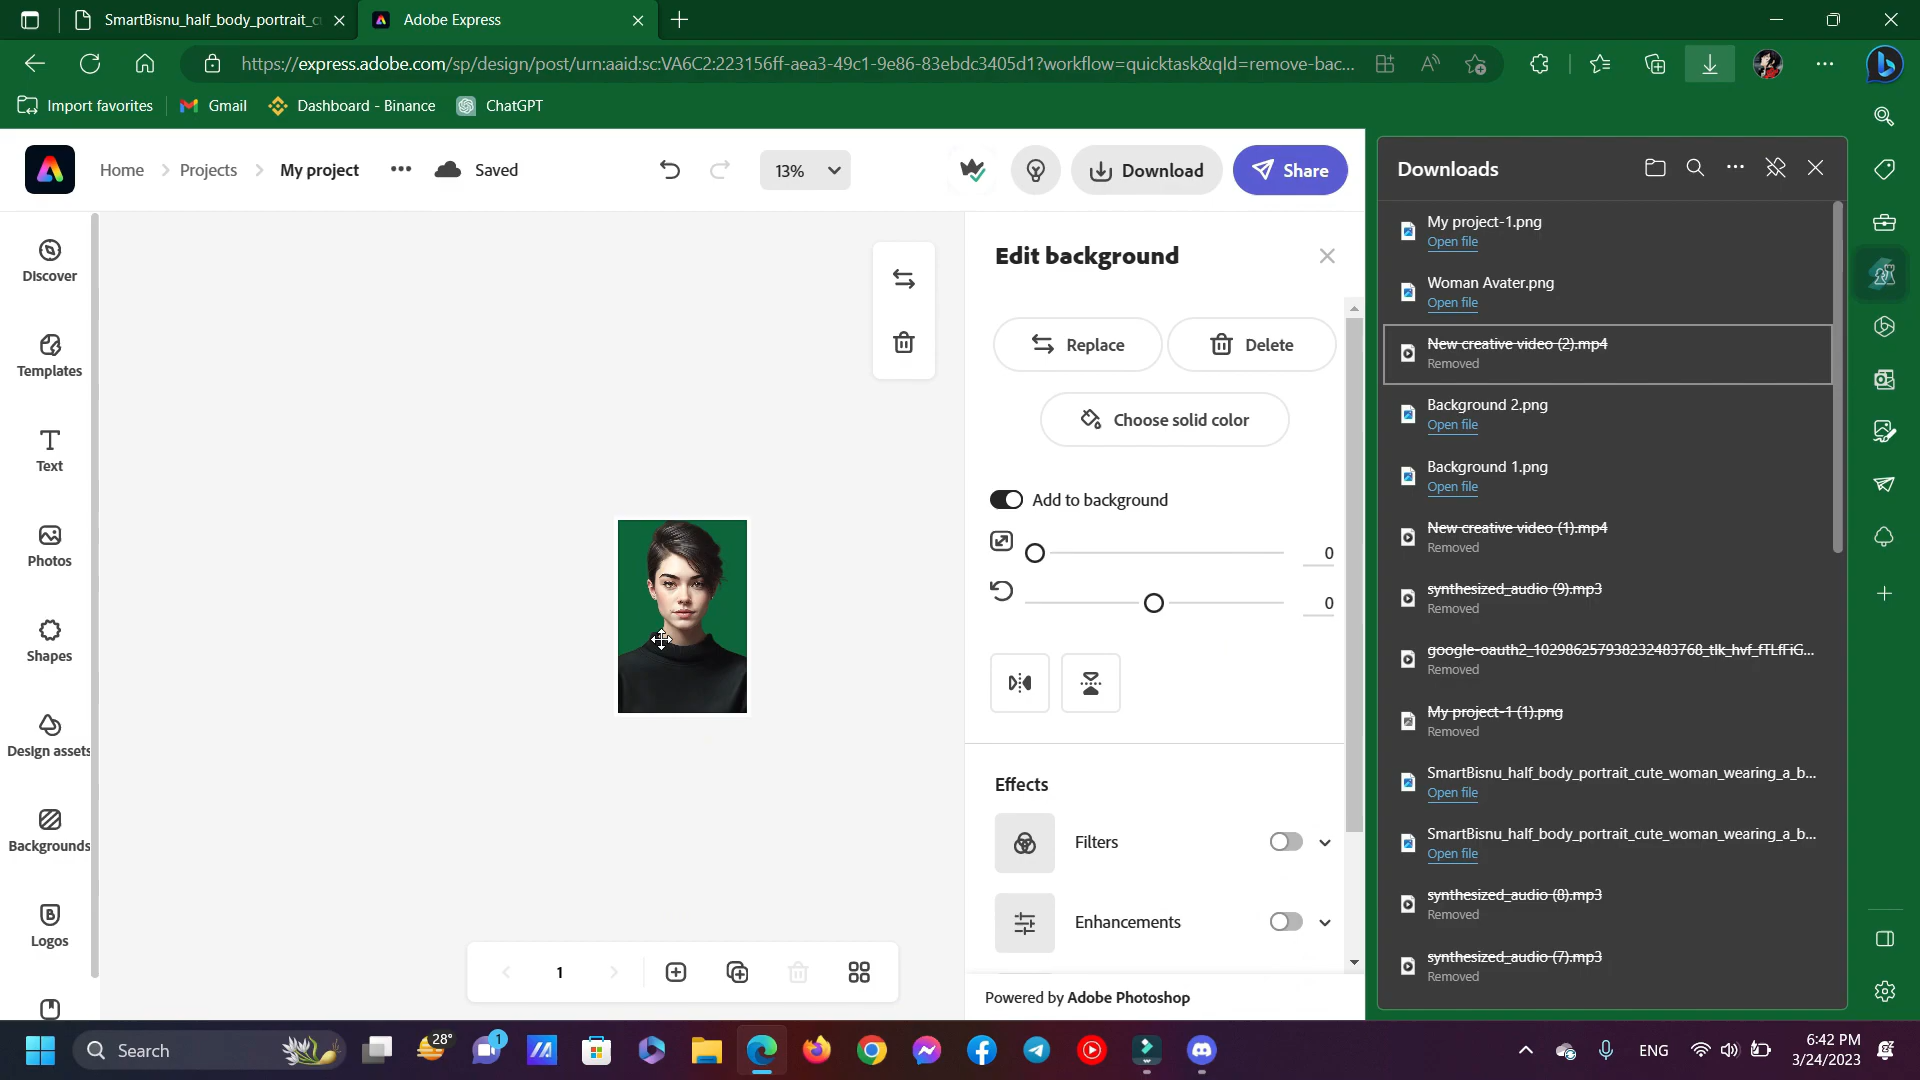 SmartBisnu_half_body_portrait_c
Adobe Express
https://express.adobe.com/sp/design/post/urn:aaid:sc:VA6C2:223156ff-aea3-49c1-9e86-83ebdc3405d1?workflow=quicktask&qId=remove-bac...
Import favorites
Gmail
Dashboard - Binance
ChatGPT
Home
Projects
My project
Saved
13%
Download
Share
Discover
Templates
Text
Photos
Shapes
Design assets
Backgrounds
Logos
1
Edit background
Replace
Delete
Choose solid color
Add to background
0
0
Effects
Filters
Enhancements
Powered by Adobe Photoshop
Downloads
My project-1.png
Open file
Woman Avater.png
Open file
New creative video (2).mp4
Removed
Background 2.png
Open file
Background 1.png
Open file
New creative video (1).mp4
Removed
synthesized_audio (9).mp3
Removed
google-oauth2_102986257938232483768_tlk_hvf_fTLfFiG...
Removed
My project-1 (1).png
Removed
SmartBisnu_half_body_portrait_cute_woman_wearing_a_b...
Open file
SmartBisnu_half_body_portrait_cute_woman_wearing_a_b...
Open file
synthesized_audio (8).mp3
Removed
synthesized_audio (7).mp3
Removed
Search
28°
1
ENG
6:42 PM
3/24/2023